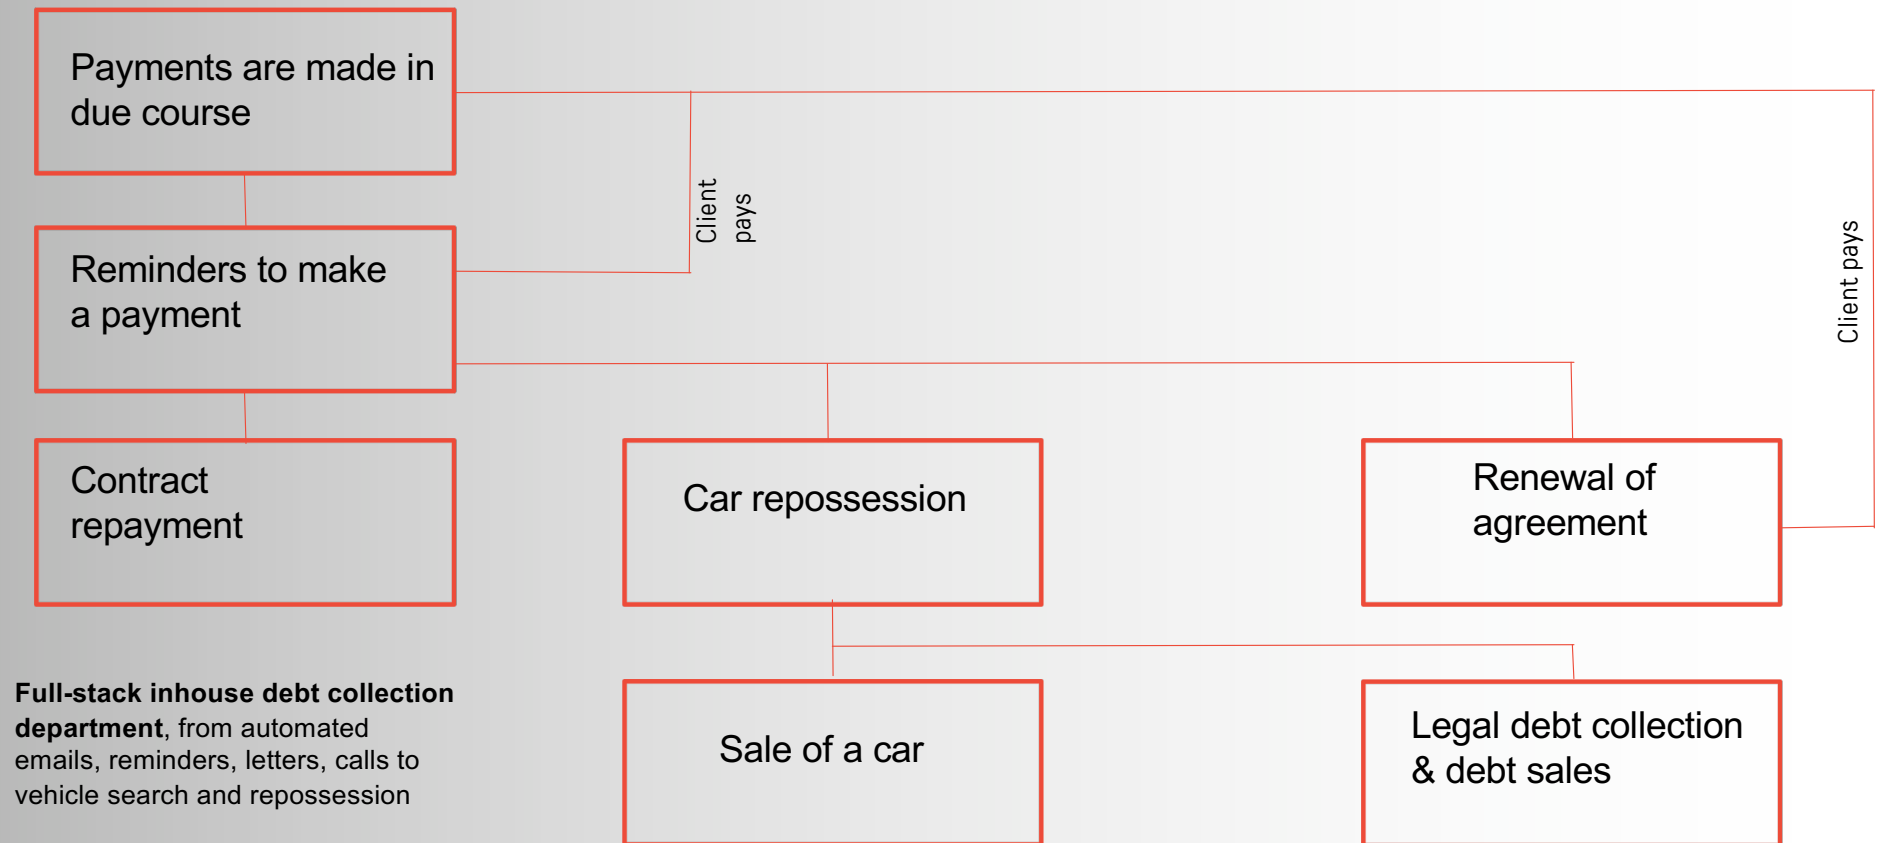 Payments are made in
due course
Client
pays
Reminders to make
a payment
Client pays
Contract
repayment
Car repossession
Renewal of
agreement
Full-stack inhouse debt collection
department, from automated
emails, reminders, letters, calls to
vehicle search and repossession
Sale of a car
Legal debt collection
& debt sales